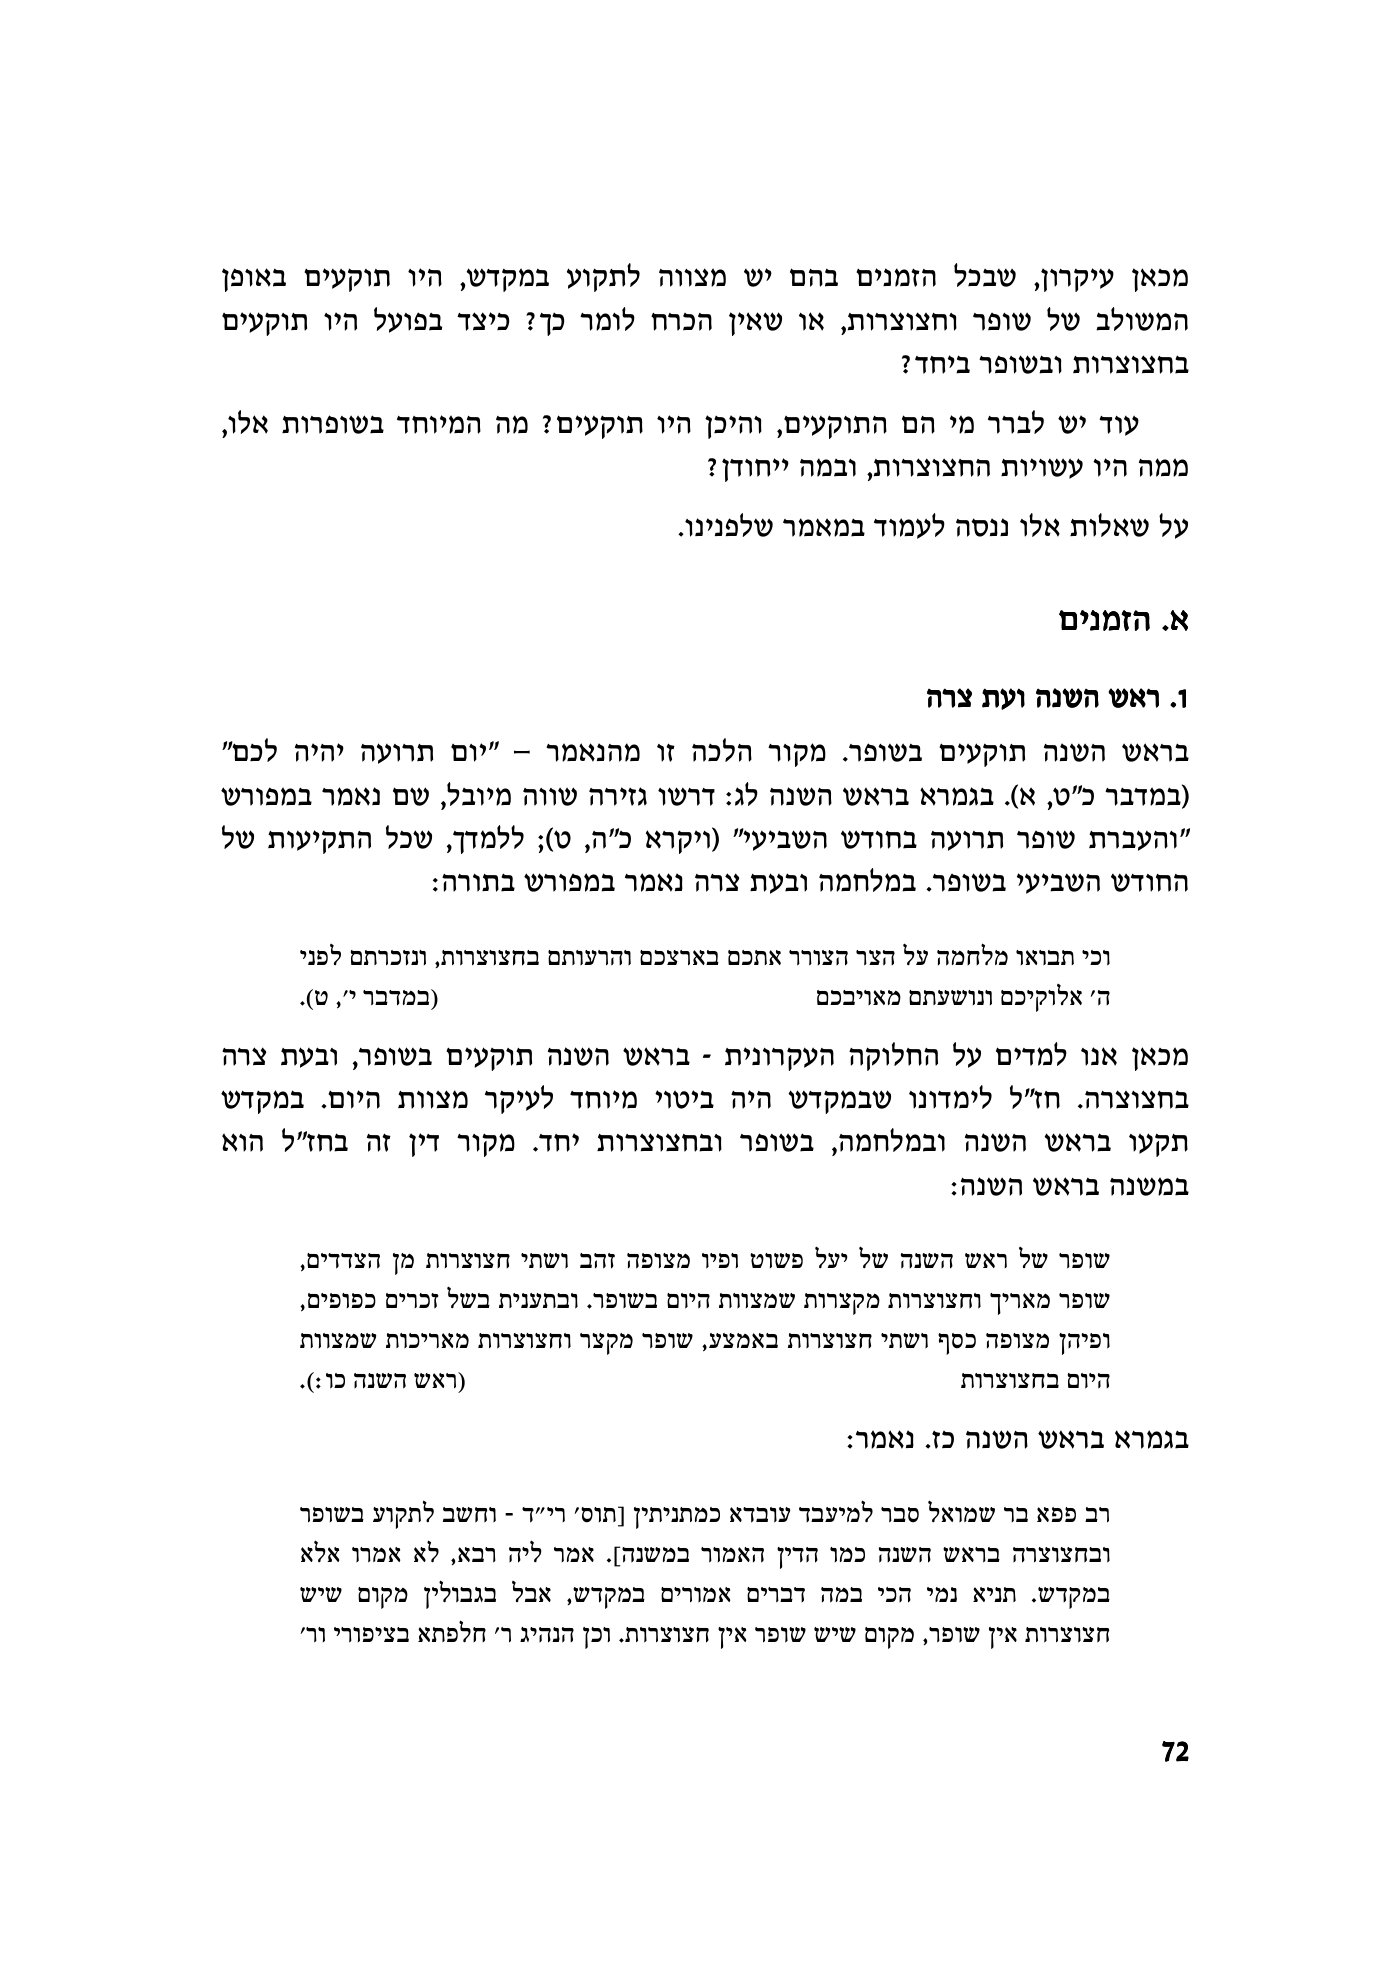 מכאן עיקרון, שבכל הזמנים בהם יש מצווה לתקוע במקדש, היו תוקעים באופן
המשולב של שופר וחצוצרות, או שאין הכרח לומר כך? כיצד בפועל היו תוקעים
בחצוצרות ובשופר ביחד?
עוד יש לברר מי הם התוקעים, והיכן היו תוקעים? מה המיוחד בשופרות אלו,
ממה היו עשויות החצוצרות, ובמה ייחודן?
על שאלות אלו ננסה לעמוד במאמר שלפנינו.
א. הזמנים
1. ראש השנה ועת צרה
בראש השנה תוקעים בשופר. מקור הלכה זו מהנאמר – "יום תרועה יהיה לכם"
(במדבר כ"ט, א). בגמרא בראש השנה לג: דרשו גזירה שווה מיובל, שם נאמר במפורש
"והעברת שופר תרועה בחודש השביעי" (ויקרא כ"ה, ט); ללמדך, שכל התקיעות של
החודש השביעי בשופר. במלחמה ובעת צרה נאמר במפורש בתורה:
וכי תבואו מלחמה על הצר הצורר אתכם בארצכם והרעותם בחצוצרות, ונזכרתם לפני
ה' אלוקיכם ונושעתם מאויבכם (במדבר י', ט).
מכאן אנו למדים על החלוקה העקרונית - בראש השנה תוקעים בשופר, ובעת צרה
בחצוצרה. חז"ל לימדונו שבמקדש היה ביטוי מיוחד לעיקר מצוות היום. במקדש
תקעו בראש השנה ובמלחמה, בשופר ובחצוצרות יחד. מקור דין זה בחז"ל הוא
במשנה בראש השנה:
שופר של ראש השנה של יעל פשוט ופיו מצופה זהב ושתי חצוצרות מן הצדדים,
שופר מאריך וחצוצרות מקצרות שמצוות היום בשופר. ובתענית בשל זכרים כפופים,
ופיהן מצופה כסף ושתי חצוצרות באמצע, שופר מקצר וחצוצרות מאריכות שמצוות
היום בחצוצרות (ראש השנה כו:).
בגמרא בראש השנה כז. נאמר:
רב פפא בר שמואל סבר למיעבד עובדא כמתניתין [תוס' רי"ד - וחשב לתקוע בשופר
ובחצוצרה בראש השנה כמו הדין האמור במשנה]. אמר ליה רבא, לא אמרו אלא
במקדש. תניא נמי הכי במה דברים אמורים במקדש, אבל בגבולין מקום שיש
חצוצרות אין שופר, מקום שיש שופר אין חצוצרות. וכן הנהיג ר' חלפתא בציפורי ור'
72